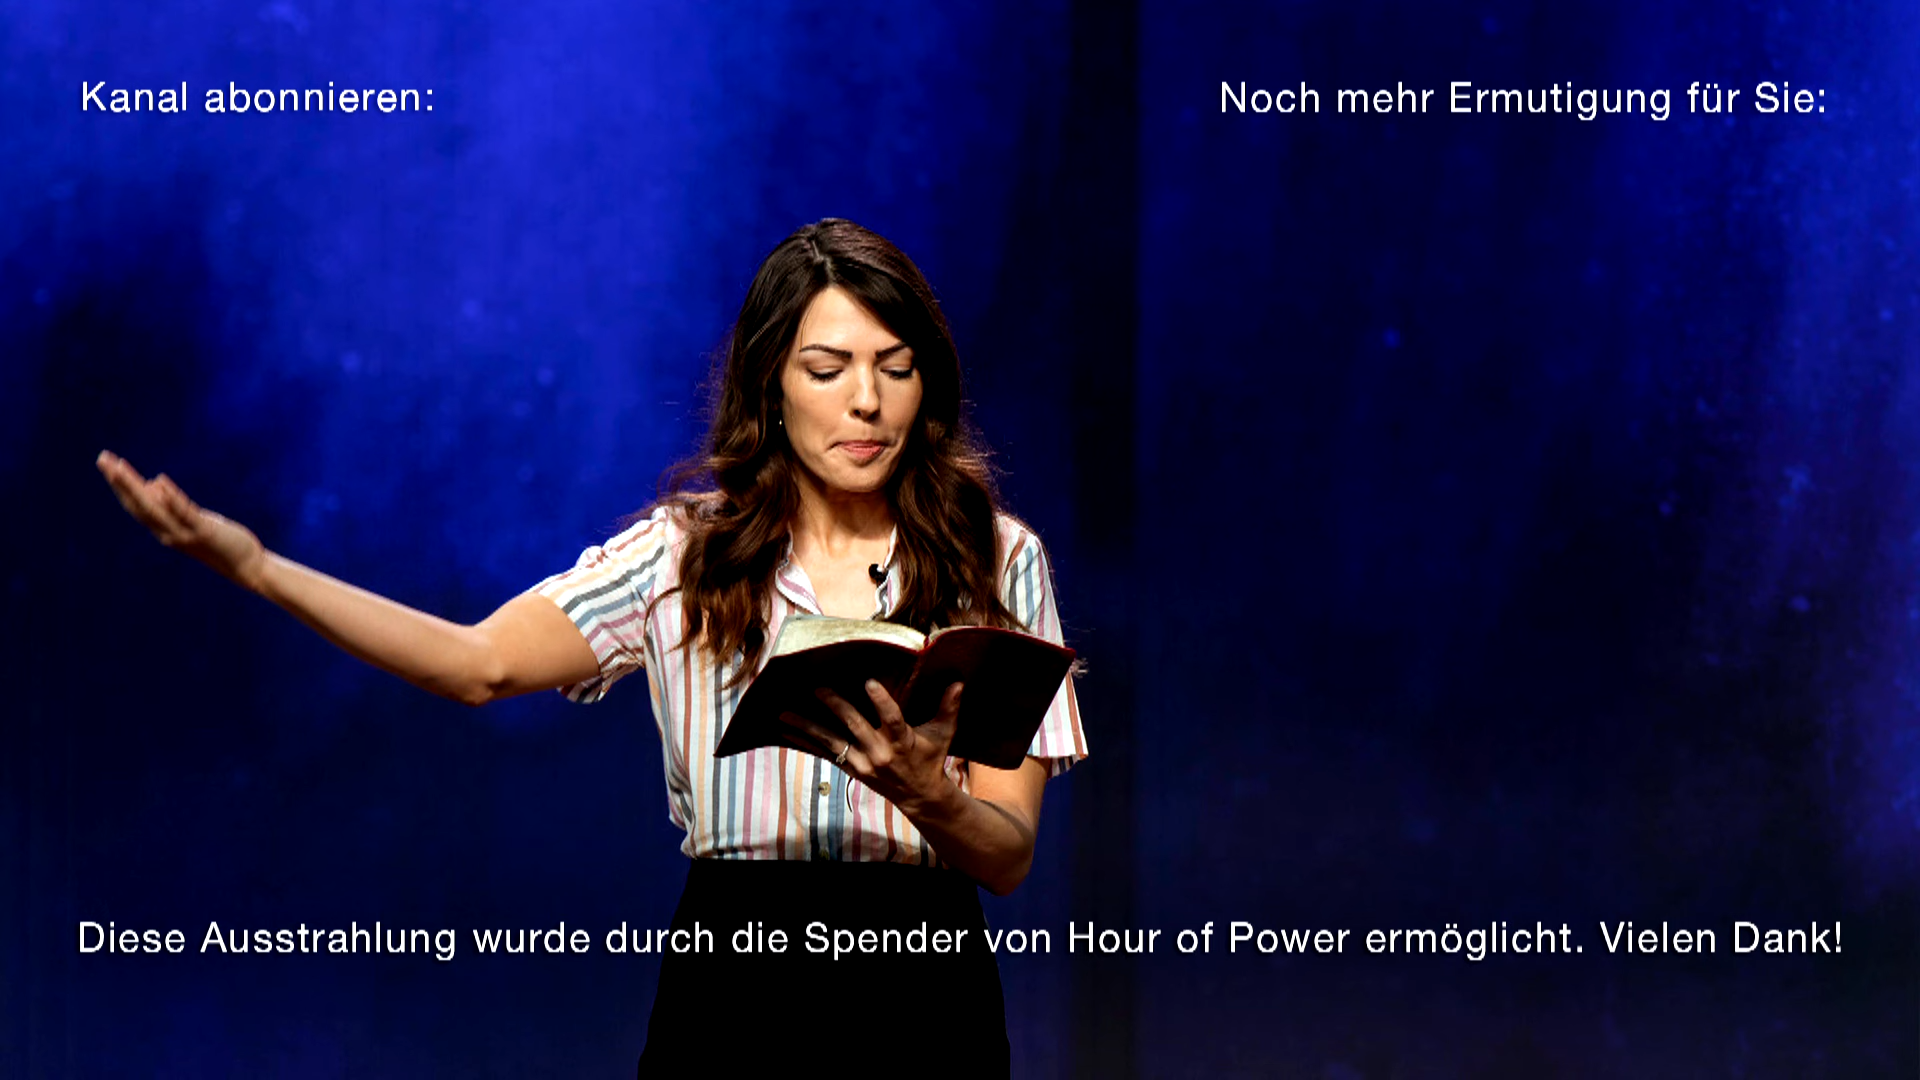 Kanal abonnieren:
Noch mehr Ermutigung für Sie:
Diese Ausstrahlung wurde durch die Spender von Hour of Power ermöglicht. Vielen Dank!